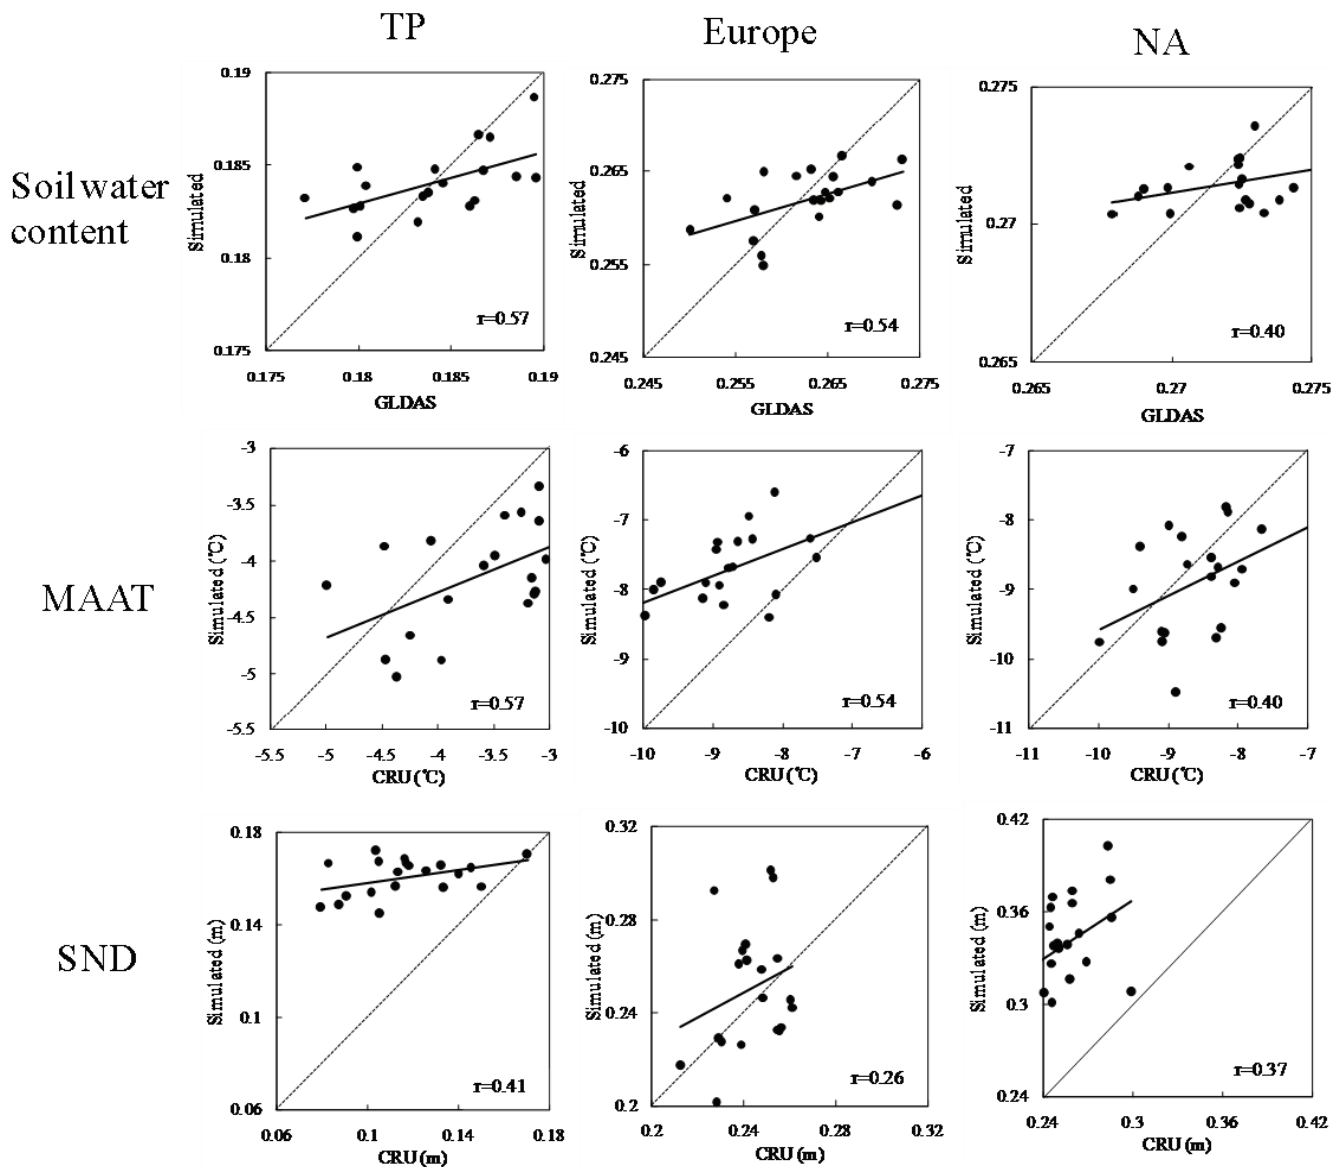 TP
Europe
NA
Soil water
content
0.19
0.185
0.18
0.175
Simulated
r=0.57
0.175 0.18 0.185 0.19
GLDAS
0.275
0.265
0.255
0.245
Simulated
r=0.54
0.245 0.255 0.265 0.275
GLDAS
0.275
0.27
0.265
Simulated
r=0.40
0.265 0.27 0.275
GLDAS
MAAT
-3
-3.5
-4
-4.5
-5
-5.5
Simulated (℃)
r=0.57
-5.5 -5 -4.5 -4 -3.5 -3
CRU (℃)
-6
-7
-8
-9
-10
Simulated (℃)
r=0.54
-10 -9 -8 -7 -6
CRU (℃)
-7
-8
-9
-10
-11
Simulated (℃)
r=0.40
-11 -10 -9 -8 -7
CRU (℃)
SND
0.18
0.14
0.1
0.06
Simulated (m)
r=0.41
0.06 0.1 0.14 0.18
CRU (m)
0.32
0.28
0.24
0.2
Simulated (m)
r=0.26
0.2 0.24 0.28 0.32
CRU (m)
0.42
0.36
0.3
0.24
Simulated (m)
r=0.37
0.24 0.3 0.36 0.42
CRU (m)